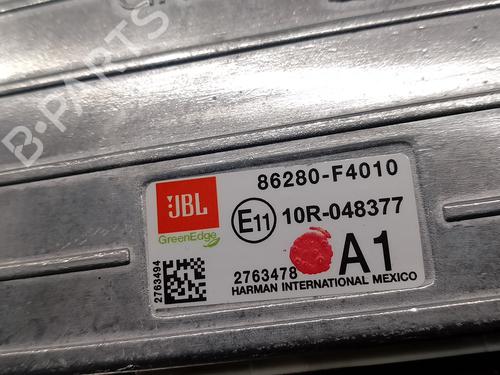 B-PARTS
JBL
GreenEdge
86280-F4010
E11
10R-048377
2763494
2763478
A1
HARMAN INTERNATIONAL MEXICO